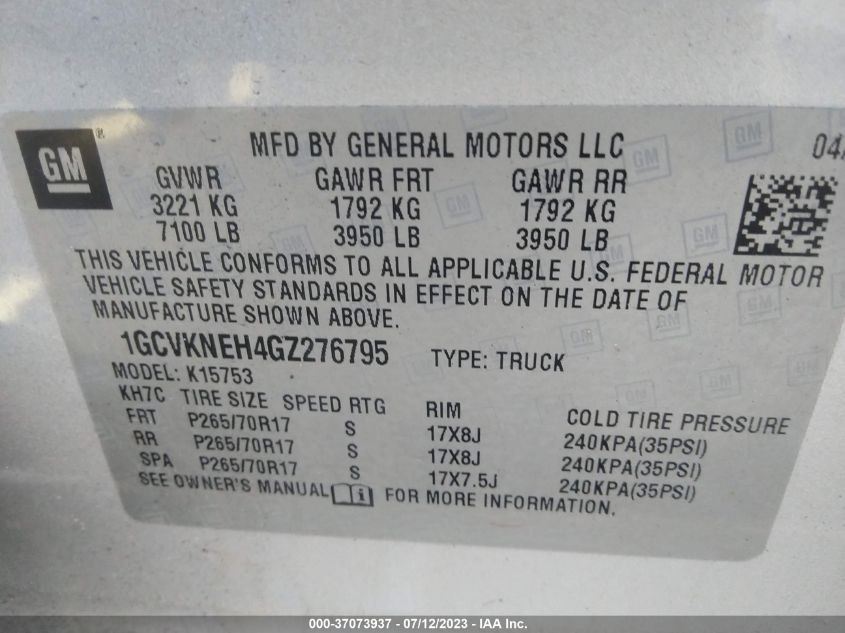 GM ® MFD BY GENERAL MOTORS LLC 04/
GVWR GAWR FRT GAWR RR
3221 KG 1792 KG 1792 KG
7100 LB 3950 LB 3950 LB
THIS VEHICLE CONFORMS TO ALL APPLICABLE U.S. FEDERAL MOTOR
VEHICLE SAFETY STANDARDS IN EFFECT ON THE DATE OF
MANUFACTURE SHOWN ABOVE.
1GCVKNEH4GZ276795 TYPE: TRUCK
MODEL: K15753
KH7C TIRE SIZE SPEED RTG RIM COLD TIRE PRESSURE
FRT P265/70R17 S 17X8J 240KPA(35PSI)
RR P265/70R17 S 17X8J 240KPA(35PSI)
SPA P265/70R17 S 17X7.5J 240KPA(35PSI)
SEE OWNER'S MANUAL FOR MORE INFORMATION.
000-37073937 - 07/12/2023 - IAA Inc.